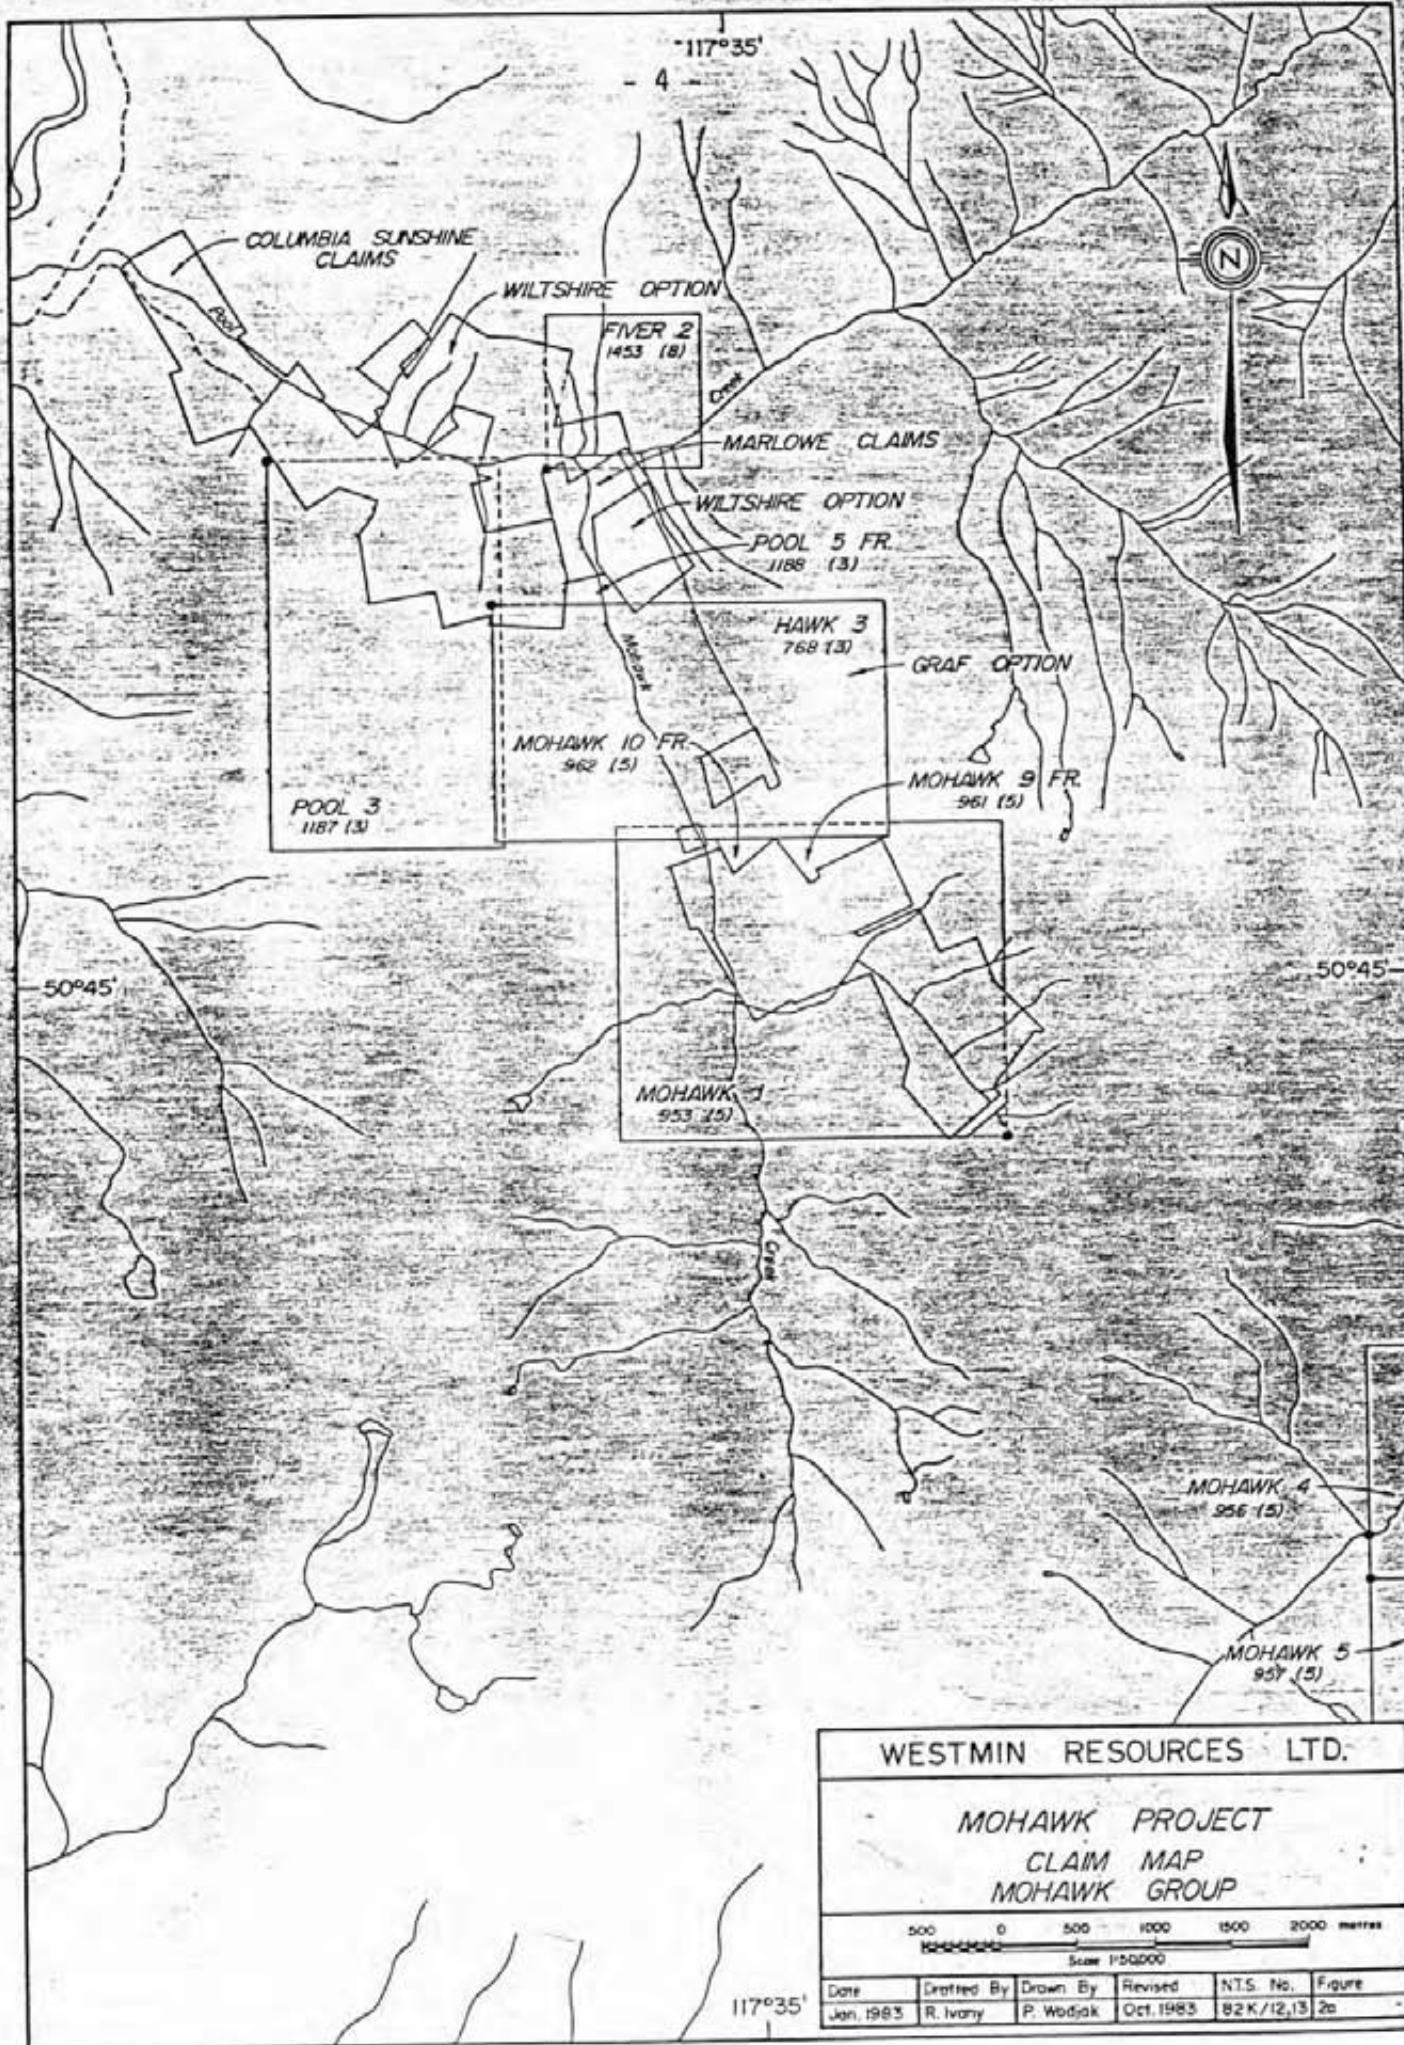 117°35'
- 4 -
COLUMBIA SUNSHINE
CLAIMS
WILTSHIRE OPTION
FIVER 2
1453 (8)
N
Pool
Creek
MARLOWE CLAIMS
WILTSHIRE OPTION
POOL 5 FR.
1188 (3)
HAWK 3
768 (3)
GRAF OPTION
Mohawk
MOHAWK 10 FR.
962 (5)
MOHAWK 9 FR.
961 (5)
POOL 3
1187 (3)
50°45'
50°45'
MOHAWK 1
953 (5)
Creek
MOHAWK 4
956 (5)
MOHAWK 5
957 (5)
WESTMIN RESOURCES LTD.
MOHAWK PROJECT
CLAIM MAP
MOHAWK GROUP
500 0 500 1000 1500 2000 metres
Scale 1:50,000
Date Drafted By Drawn By Revised N.T.S. No. Figure
Jan. 1983 R. Ivany P. Wodjak Oct. 1983 82 K/12,13 2a
117°35'